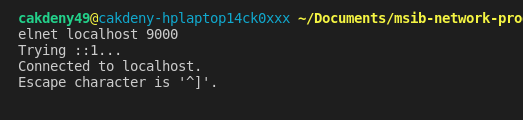 cakdeny49@cakdeny-hplaptop14ck0xxx ~/Documents/msib-network-pro
elnet localhost 9000
Trying ::1...
Connected to localhost.
Escape character is '^]'.